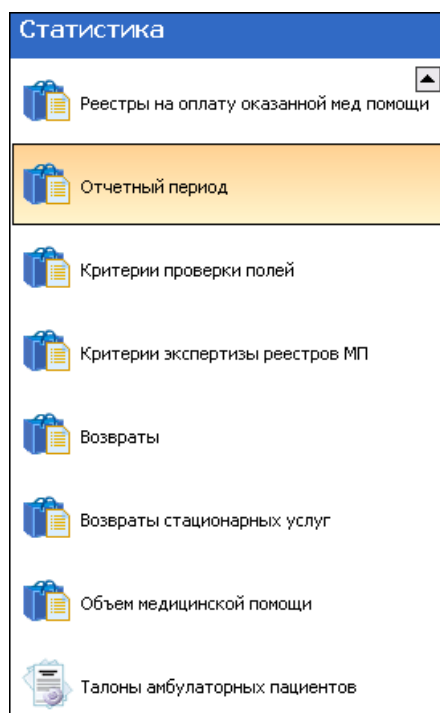 Статистика
Реестры на оплату оказанной мед помощи
Отчетный период
Критерии проверки полей
Критерии экспертизы реестров МП
Возвраты
Возвраты стационарных услуг
Объем медицинской помощи
Талоны амбулаторных пациентов